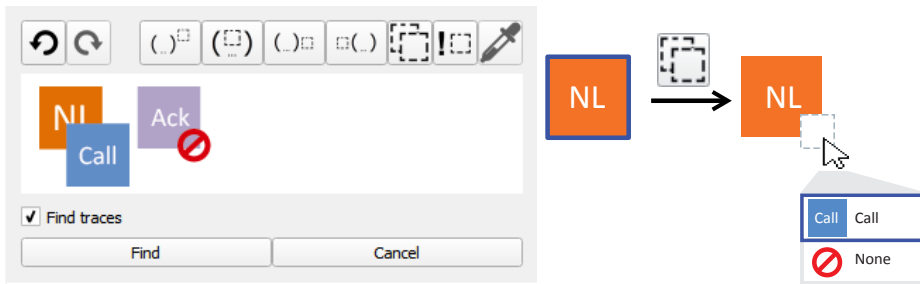 (...)
(...)
(...)
(...)
!
NL
Call
Ack
Find traces
Find
Cancel
NL
NL
Call
Call
None